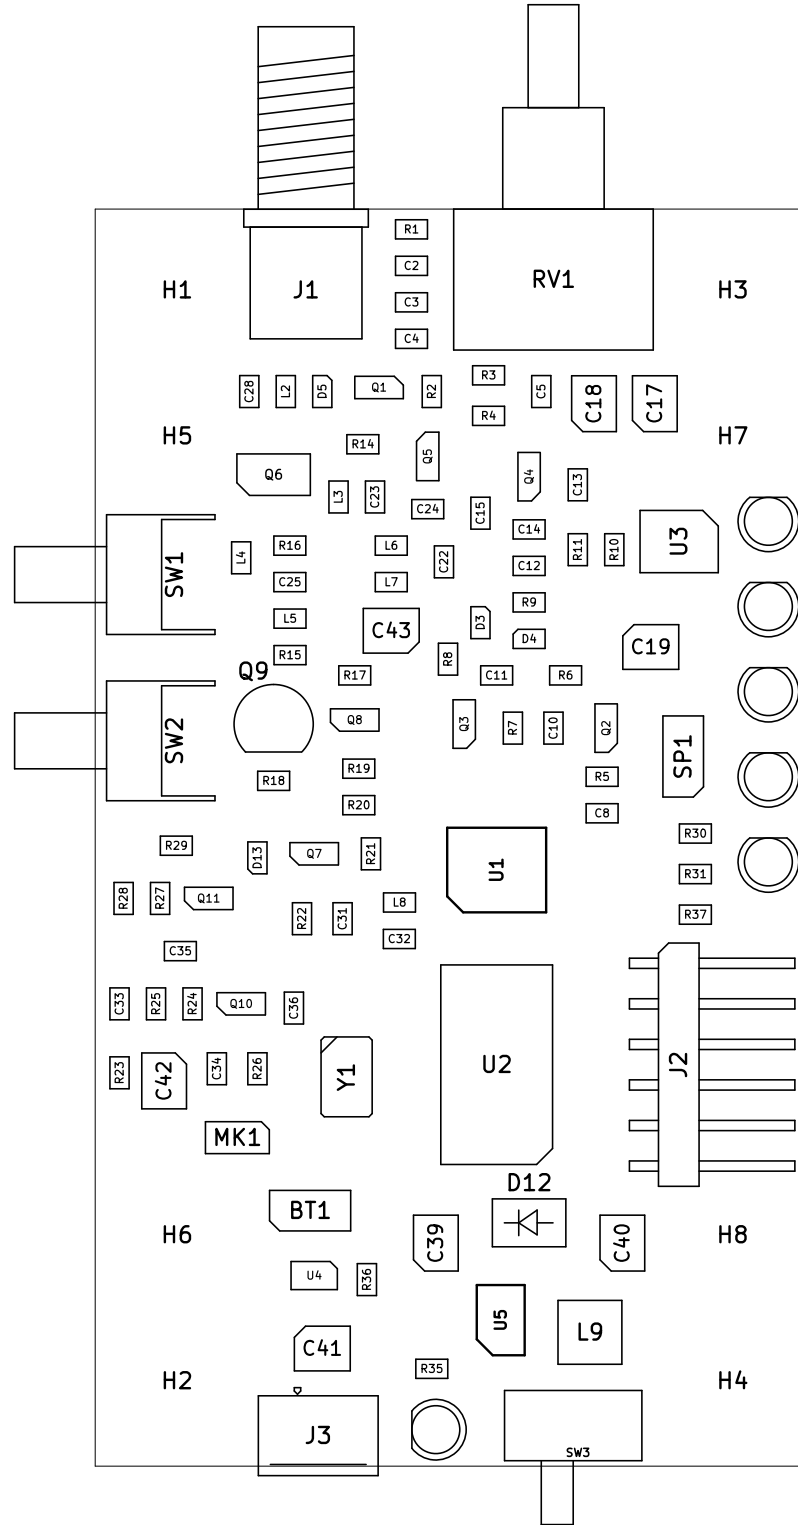 R1
C2
H1
J1
C3
RV1
H3
C4
R3
C28
L2
D5
Q1
R2
C5
C18
C17
R4
H5
R14
Q5
H7
Q6
Q4
C13
L3
C23
C24
C15
C14
SW1
L4
R16
L6
C22
R11
R10
U3
C25
L7
C12
L5
C43
D3
R9
D4
C19
R15
R8
Q9
R17
C11
R6
SW2
Q8
Q3
R7
C10
Q2
SP1
R18
R19
R5
R20
C8
R29
D13
Q7
R21
U1
R30
R31
R28
R27
Q11
R22
C31
L8
R37
C35
C32
C33
R25
R24
Q10
C36
R23
C42
C34
R26
Y1
U2
J2
MK1
D12
BT1
H6
C39
C40
H8
U4
R36
U5
L9
C41
R35
H2
H4
J3
SW3